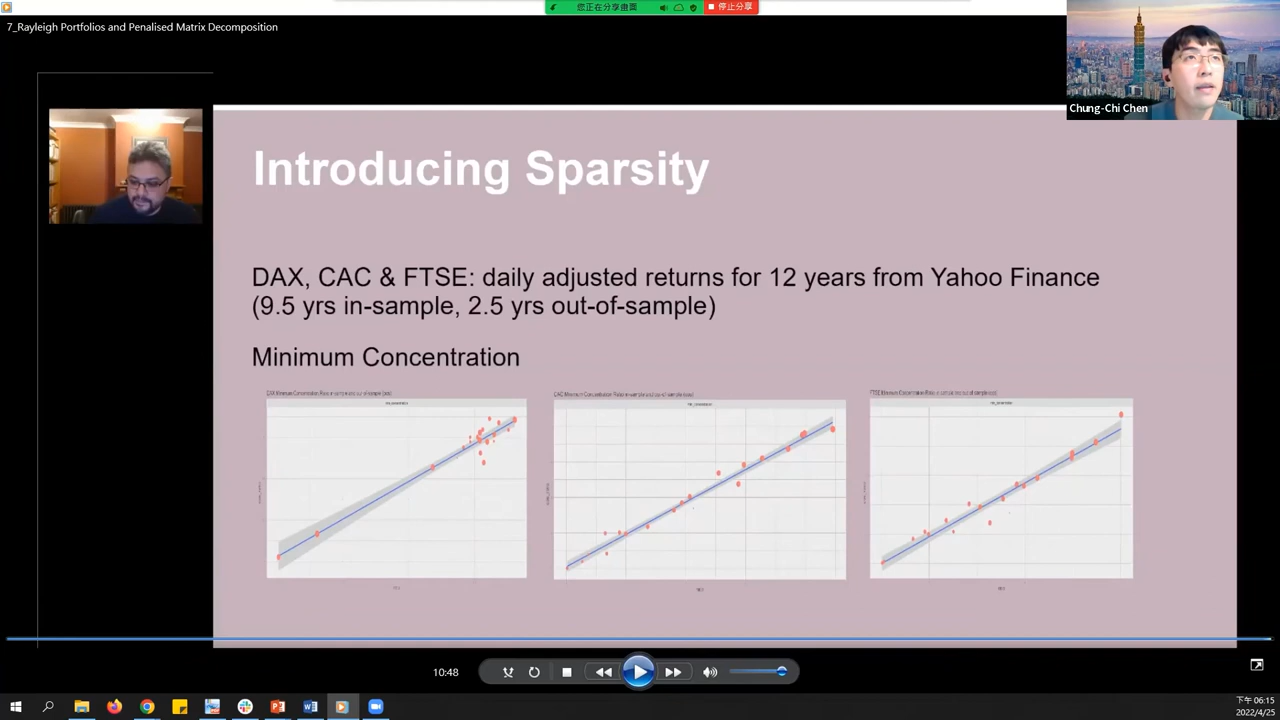 您正在分享畫面
停止分享
7_Rayleigh Portfolios and Penalised Matrix Decomposition
Chung-Chi Chen
Introducing Sparsity
DAX, CAC & FTSE: daily adjusted returns for 12 years from Yahoo Finance
(9.5 yrs in-sample, 2.5 yrs out-of-sample)
Minimum Concentration
10:48
下午 06:15
2022/4/25